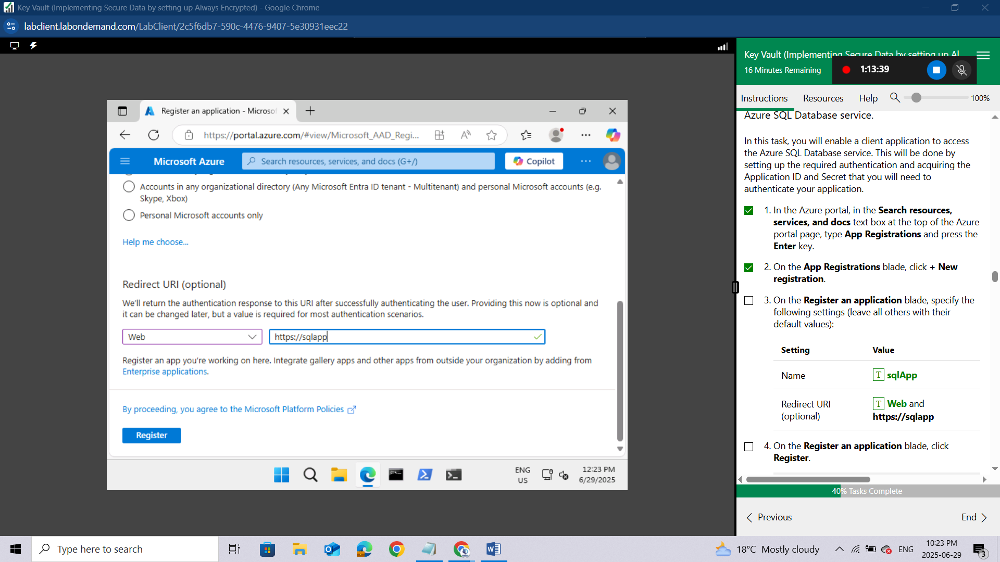 Key Vault (Implementing Secure Data by setting up Always Encrypted) - Google Chrome
labclient.labondemand.com/LabClient/2c5f6db7-590c-4476-9407-5e30931eec22
Register an application - Microsof
https://portal.azure.com/#view/Microsoft_AAD_Regi...
Microsoft Azure
Search resources, services, and docs (G+/)
Copilot
Accounts in any organizational directory (Any Microsoft Entra ID tenant - Multitenant) and personal Microsoft accounts (e.g.
Skype, Xbox)
Personal Microsoft accounts only
Help me choose...
Redirect URI (optional)
We'll return the authentication response to this URI after successfully authenticating the user. Providing this now is optional and
it can be changed later, but a value is required for most authentication scenarios.
Web
https://sqlapp
Register an app you're working on here. Integrate gallery apps and other apps from outside your organization by adding from
Enterprise applications.
By proceeding, you agree to the Microsoft Platform Policies
Register
ENG
US
12:23 PM
6/29/2025
Key Vault (Implementing Secure Data by setting up Al
16 Minutes Remaining
1:13:39
Instructions
Resources
Help
100%
Azure SQL Database service.
In this task, you will enable a client application to access
the Azure SQL Database service. This will be done by
setting up the required authentication and acquiring the
Application ID and Secret that you will need to
authenticate your application.
1. In the Azure portal, in the Search resources,
services, and docs text box at the top of the Azure
portal page, type App Registrations and press the
Enter key.
2. On the App Registrations blade, click + New
registration.
3. On the Register an application blade, specify the
following settings (leave all others with their
default values):
Setting Value
Name T sqlApp
Redirect URI T Web and
(optional) https://sqlapp
4. On the Register an application blade, click
Register.
40% Tasks Complete
Previous
End
Type here to search
18°C Mostly cloudy
ENG
10:23 PM
2025-06-29
3